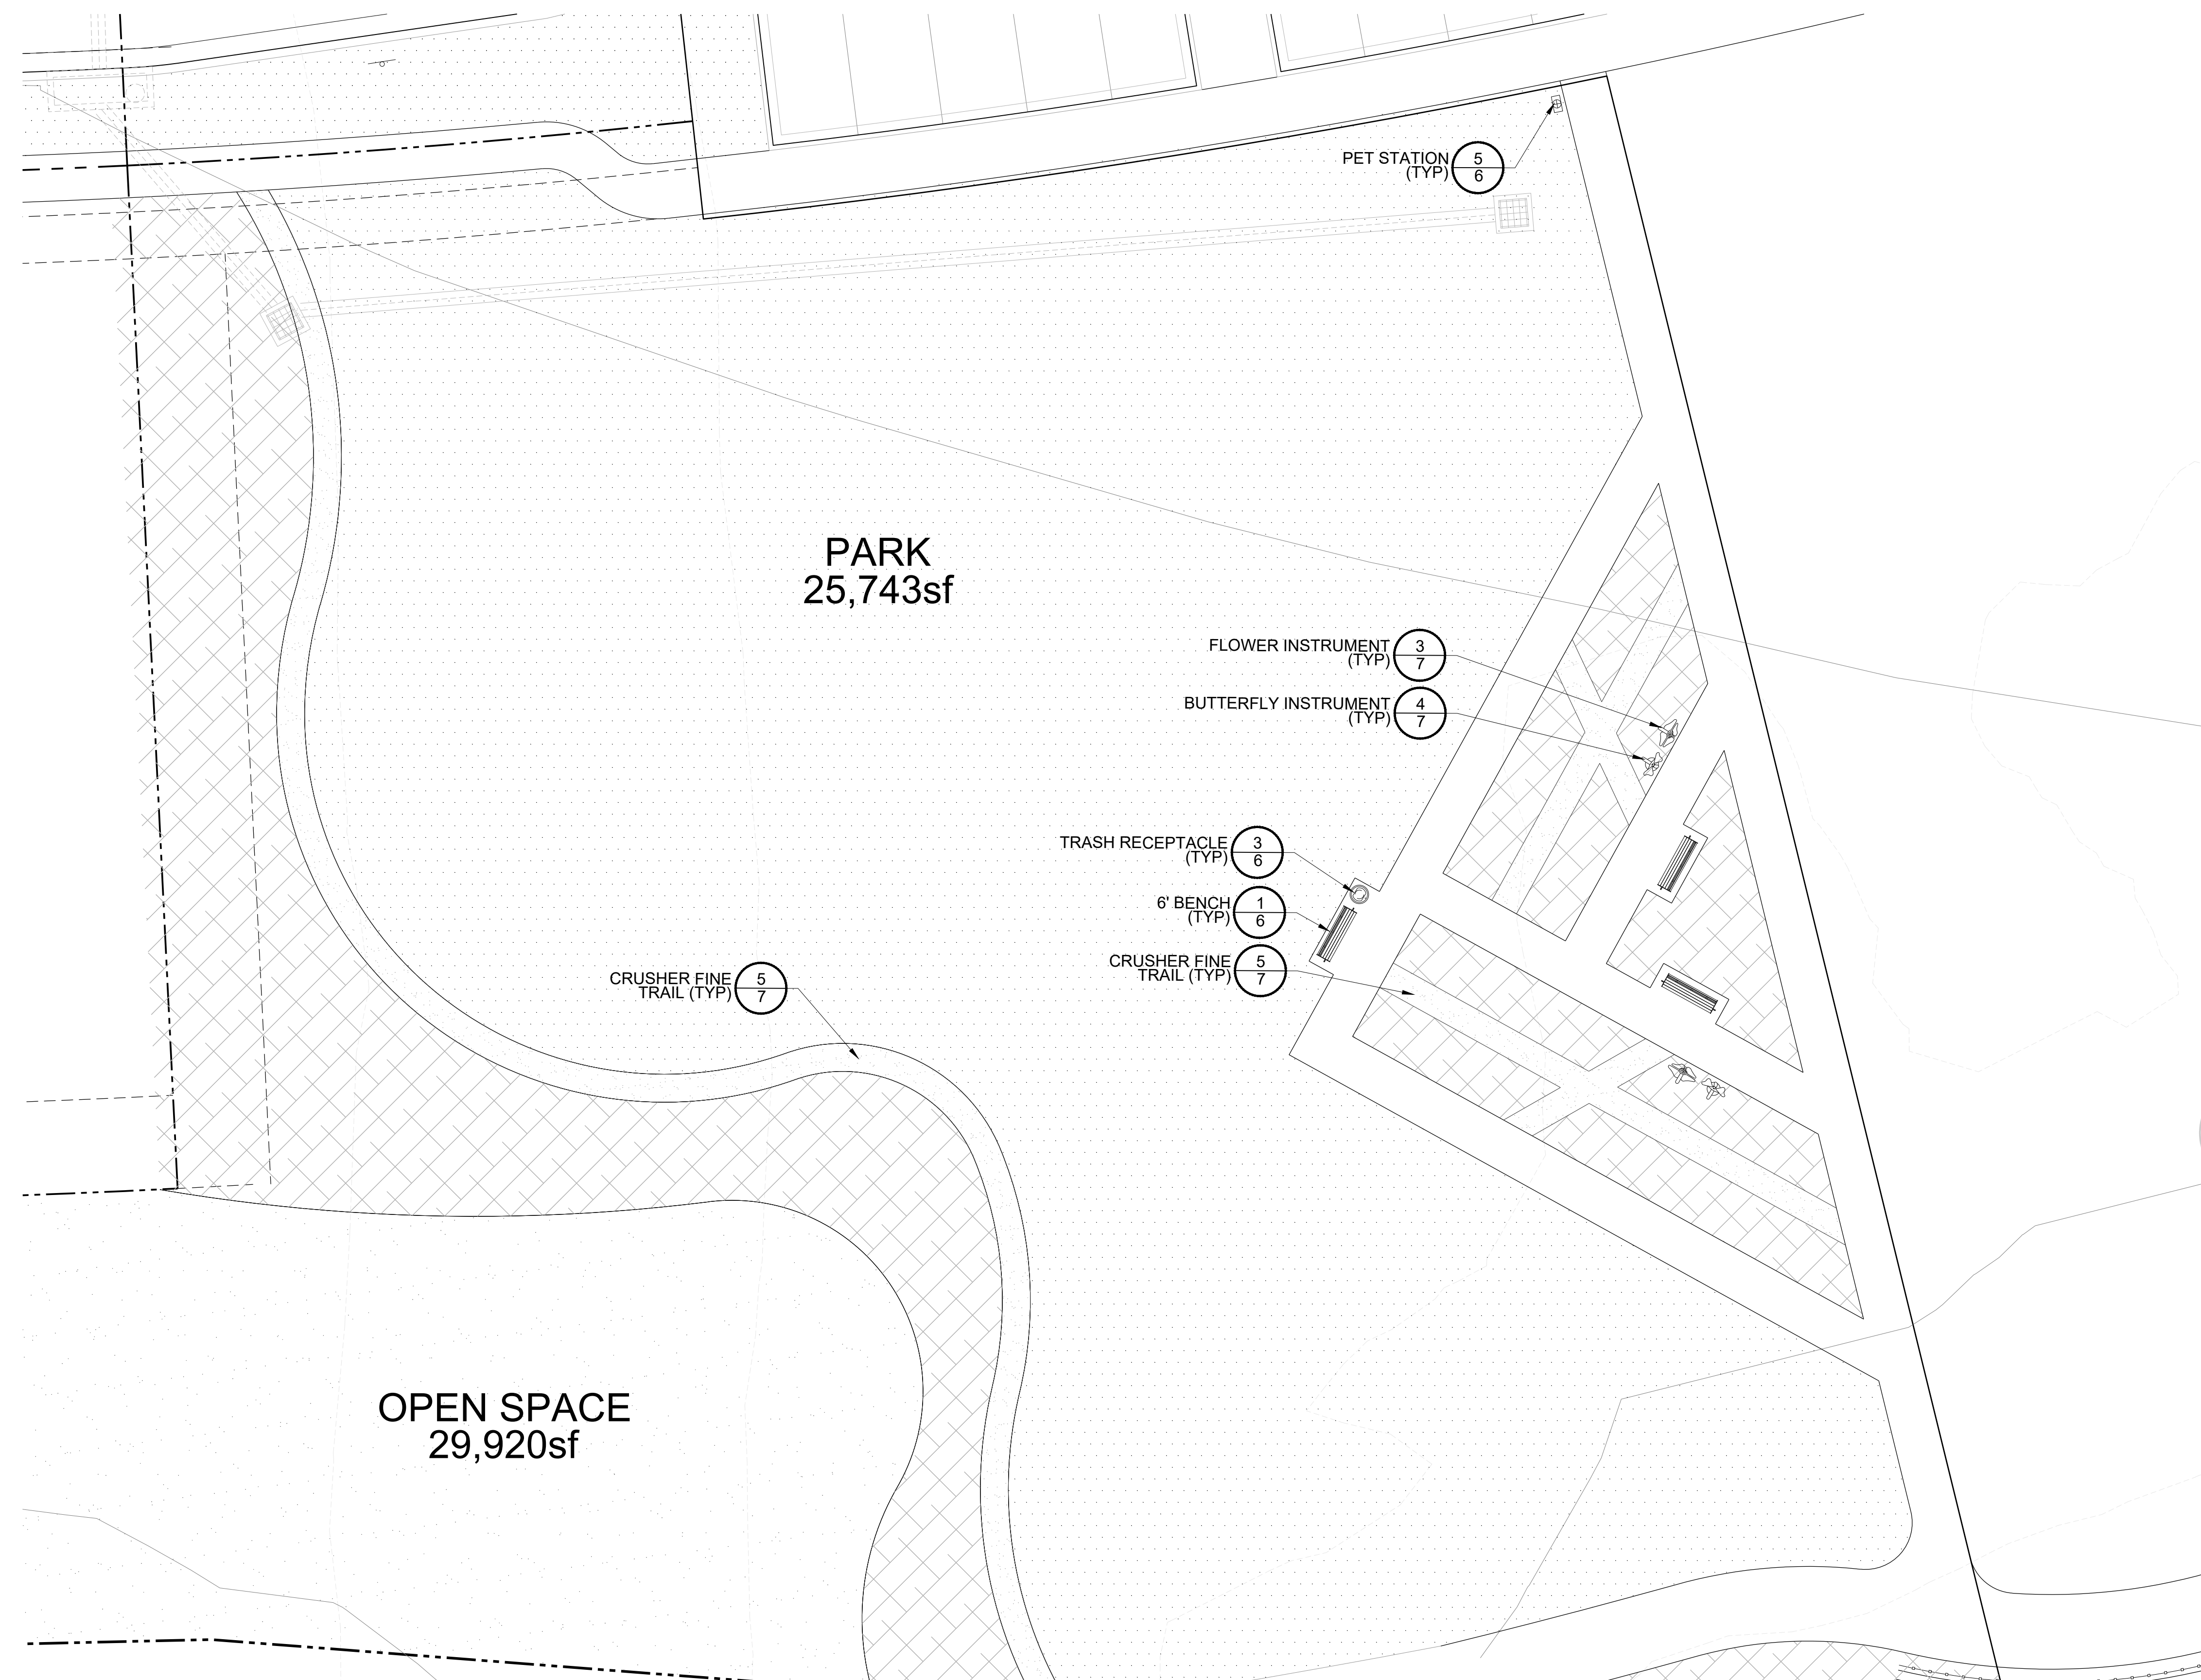 PET STATION
(TYP)
5
6
PARK
25,743sf
FLOWER INSTRUMENT
(TYP)
3
7
BUTTERFLY INSTRUMENT
(TYP)
4
7
TRASH RECEPTACLE
(TYP)
3
6
6' BENCH
(TYP)
1
6
CRUSHER FINE
TRAIL (TYP)
5
7
CRUSHER FINE
TRAIL (TYP)
5
7
OPEN SPACE
29,920sf